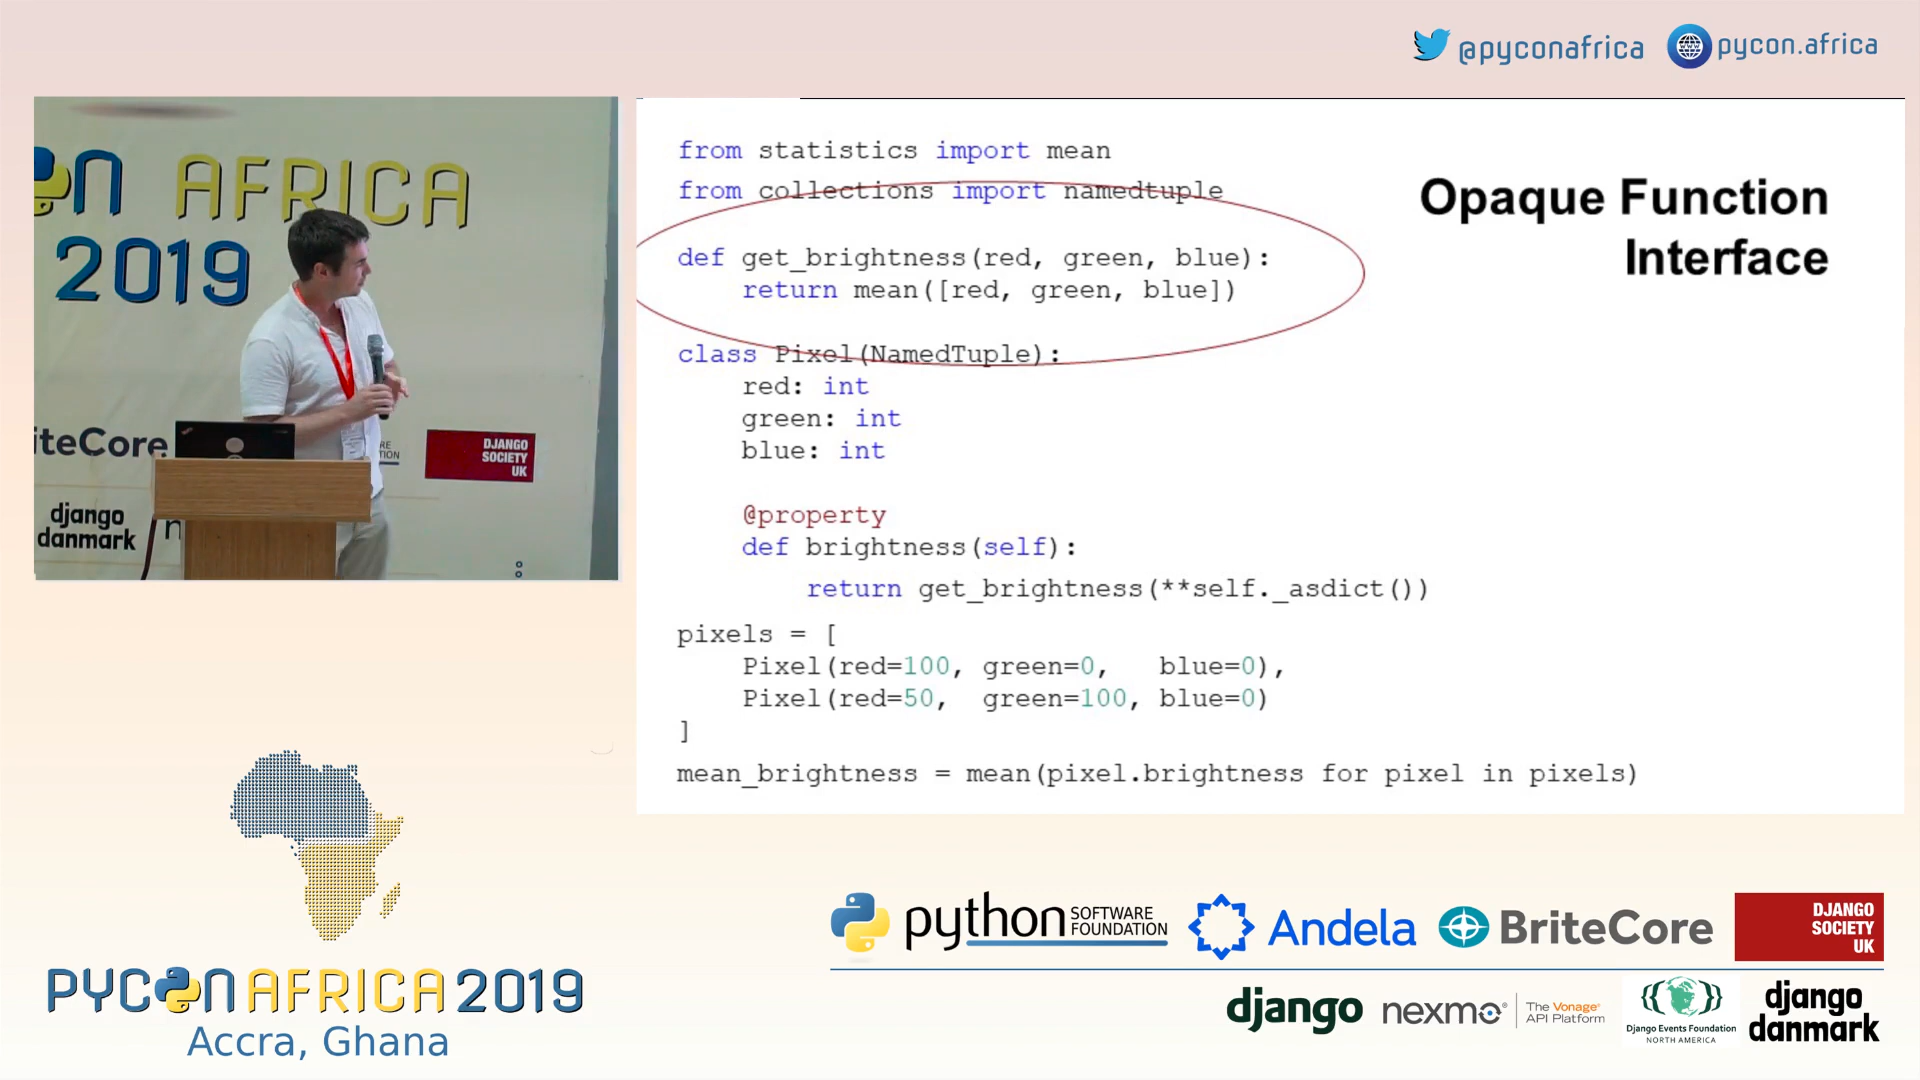 @pyconafrica pycon.africa
ON AFRICA
2019
iteCore
DJANGO
SOCIETY
UK
django
danmark
from statistics import mean
from collections import namedtuple
def get_brightness(red, green, blue):
    return mean([red, green, blue])
class Pixel(NamedTuple):
    red: int
    green: int
    blue: int
    @property
    def brightness(self):
        return get_brightness(**self._asdict())
pixels = [
    Pixel(red=100, green=0,   blue=0),
    Pixel(red=50,  green=100, blue=0)
]
mean_brightness = mean(pixel.brightness for pixel in pixels)
Opaque Function
Interface
PYCON AFRICA 2019
Accra, Ghana
python SOFTWARE
FOUNDATION
Andela
BriteCore
DJANGO
SOCIETY
UK
django
nexmo
The Vonage
API Platform
Django Events Foundation
NORTH AMERICA
django
danmark